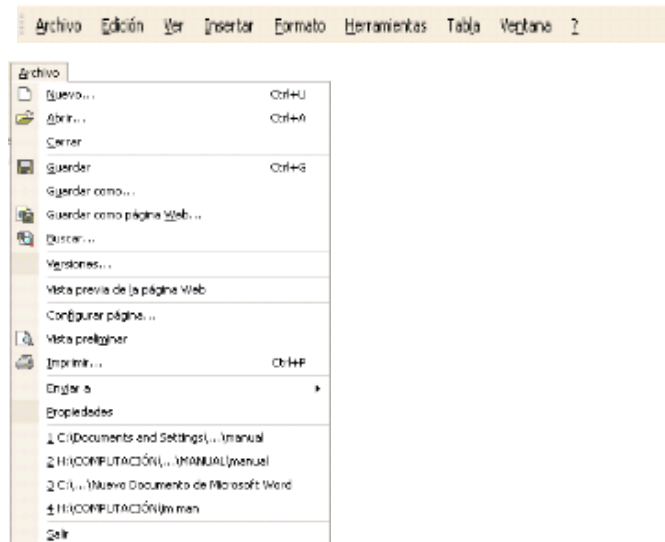 Archivo Edición Ver Insertar Formato Herramientas Tabla Ventana ?
Archivo
Nuevo... Ctrl+U
Abrir... Ctrl+A
Cerrar
Guardar Ctrl+G
Guardar como...
Guardar como página Web...
Buscar...
Versiones...
Vista previa de la página Web
Configurar página...
Vista preliminar
Imprimir... Ctrl+P
Enviar a
Propiedades
1 C:\Documents and Settings\...\manual
2 H:\COMPUTACIÓN\...\MANUAL\manual
3 C:\...\Nuevo Documento de Microsoft Word
4 H:\COMPUTACIÓN\m man
Salir